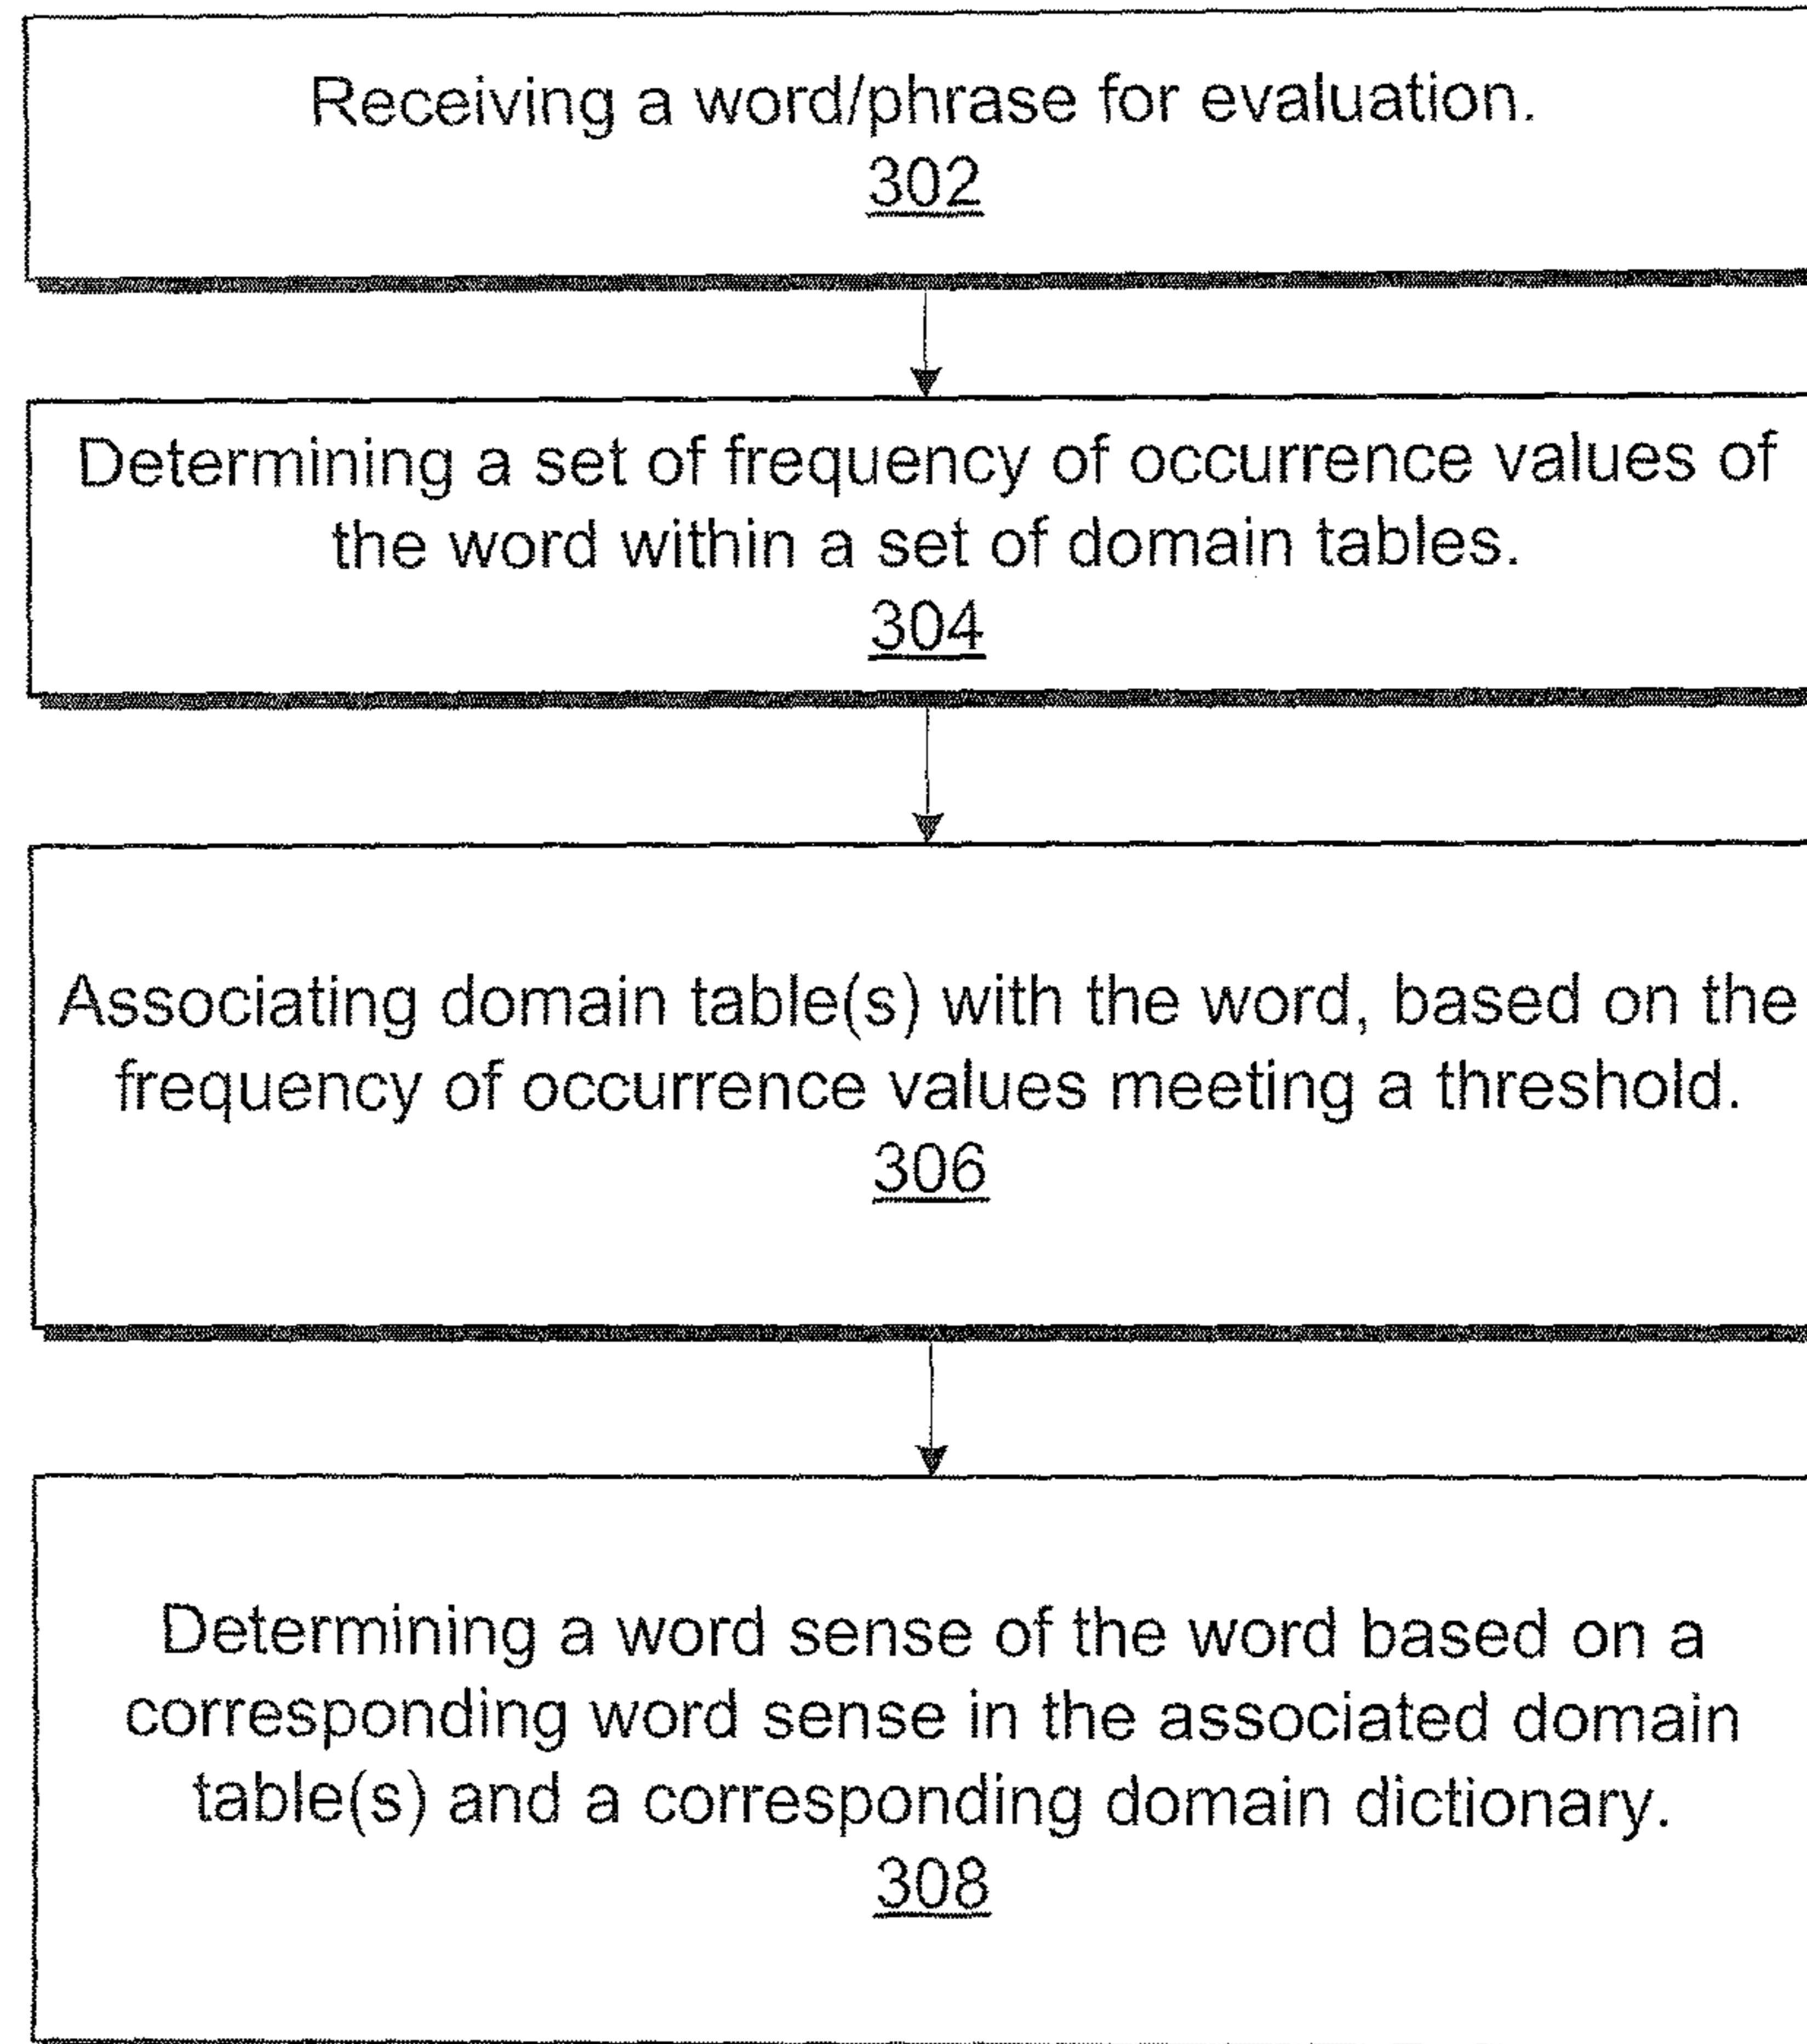 Receiving a word/phrase for evaluation.
302
Determining a set of frequency of occurrence values of
the word within a set of domain tables.
304
Associating domain table(s) with the word, based on the
frequency of occurrence values meeting a threshold.
306
Determining a word sense of the word based on a
corresponding word sense in the associated domain
table(s) and a corresponding domain dictionary.
308